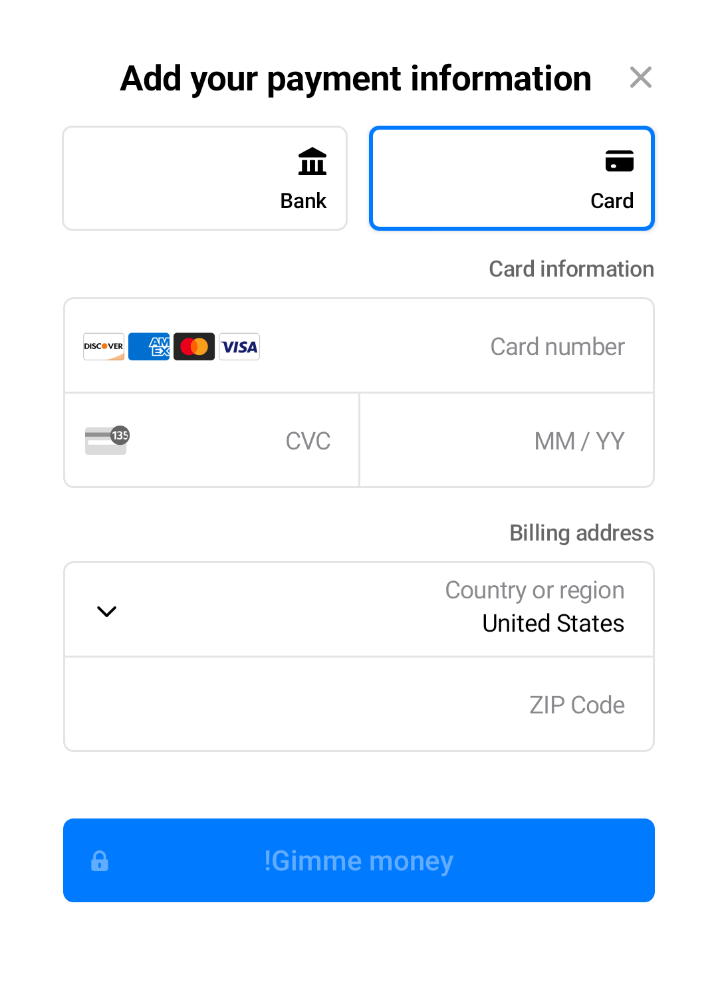 Add your payment information
Card
Bank
Card information
Card number
DISCOVER AMEX VISA
MM / YY
CVC
135
Billing address
Country or region
United States
ZIP Code
!Gimme money